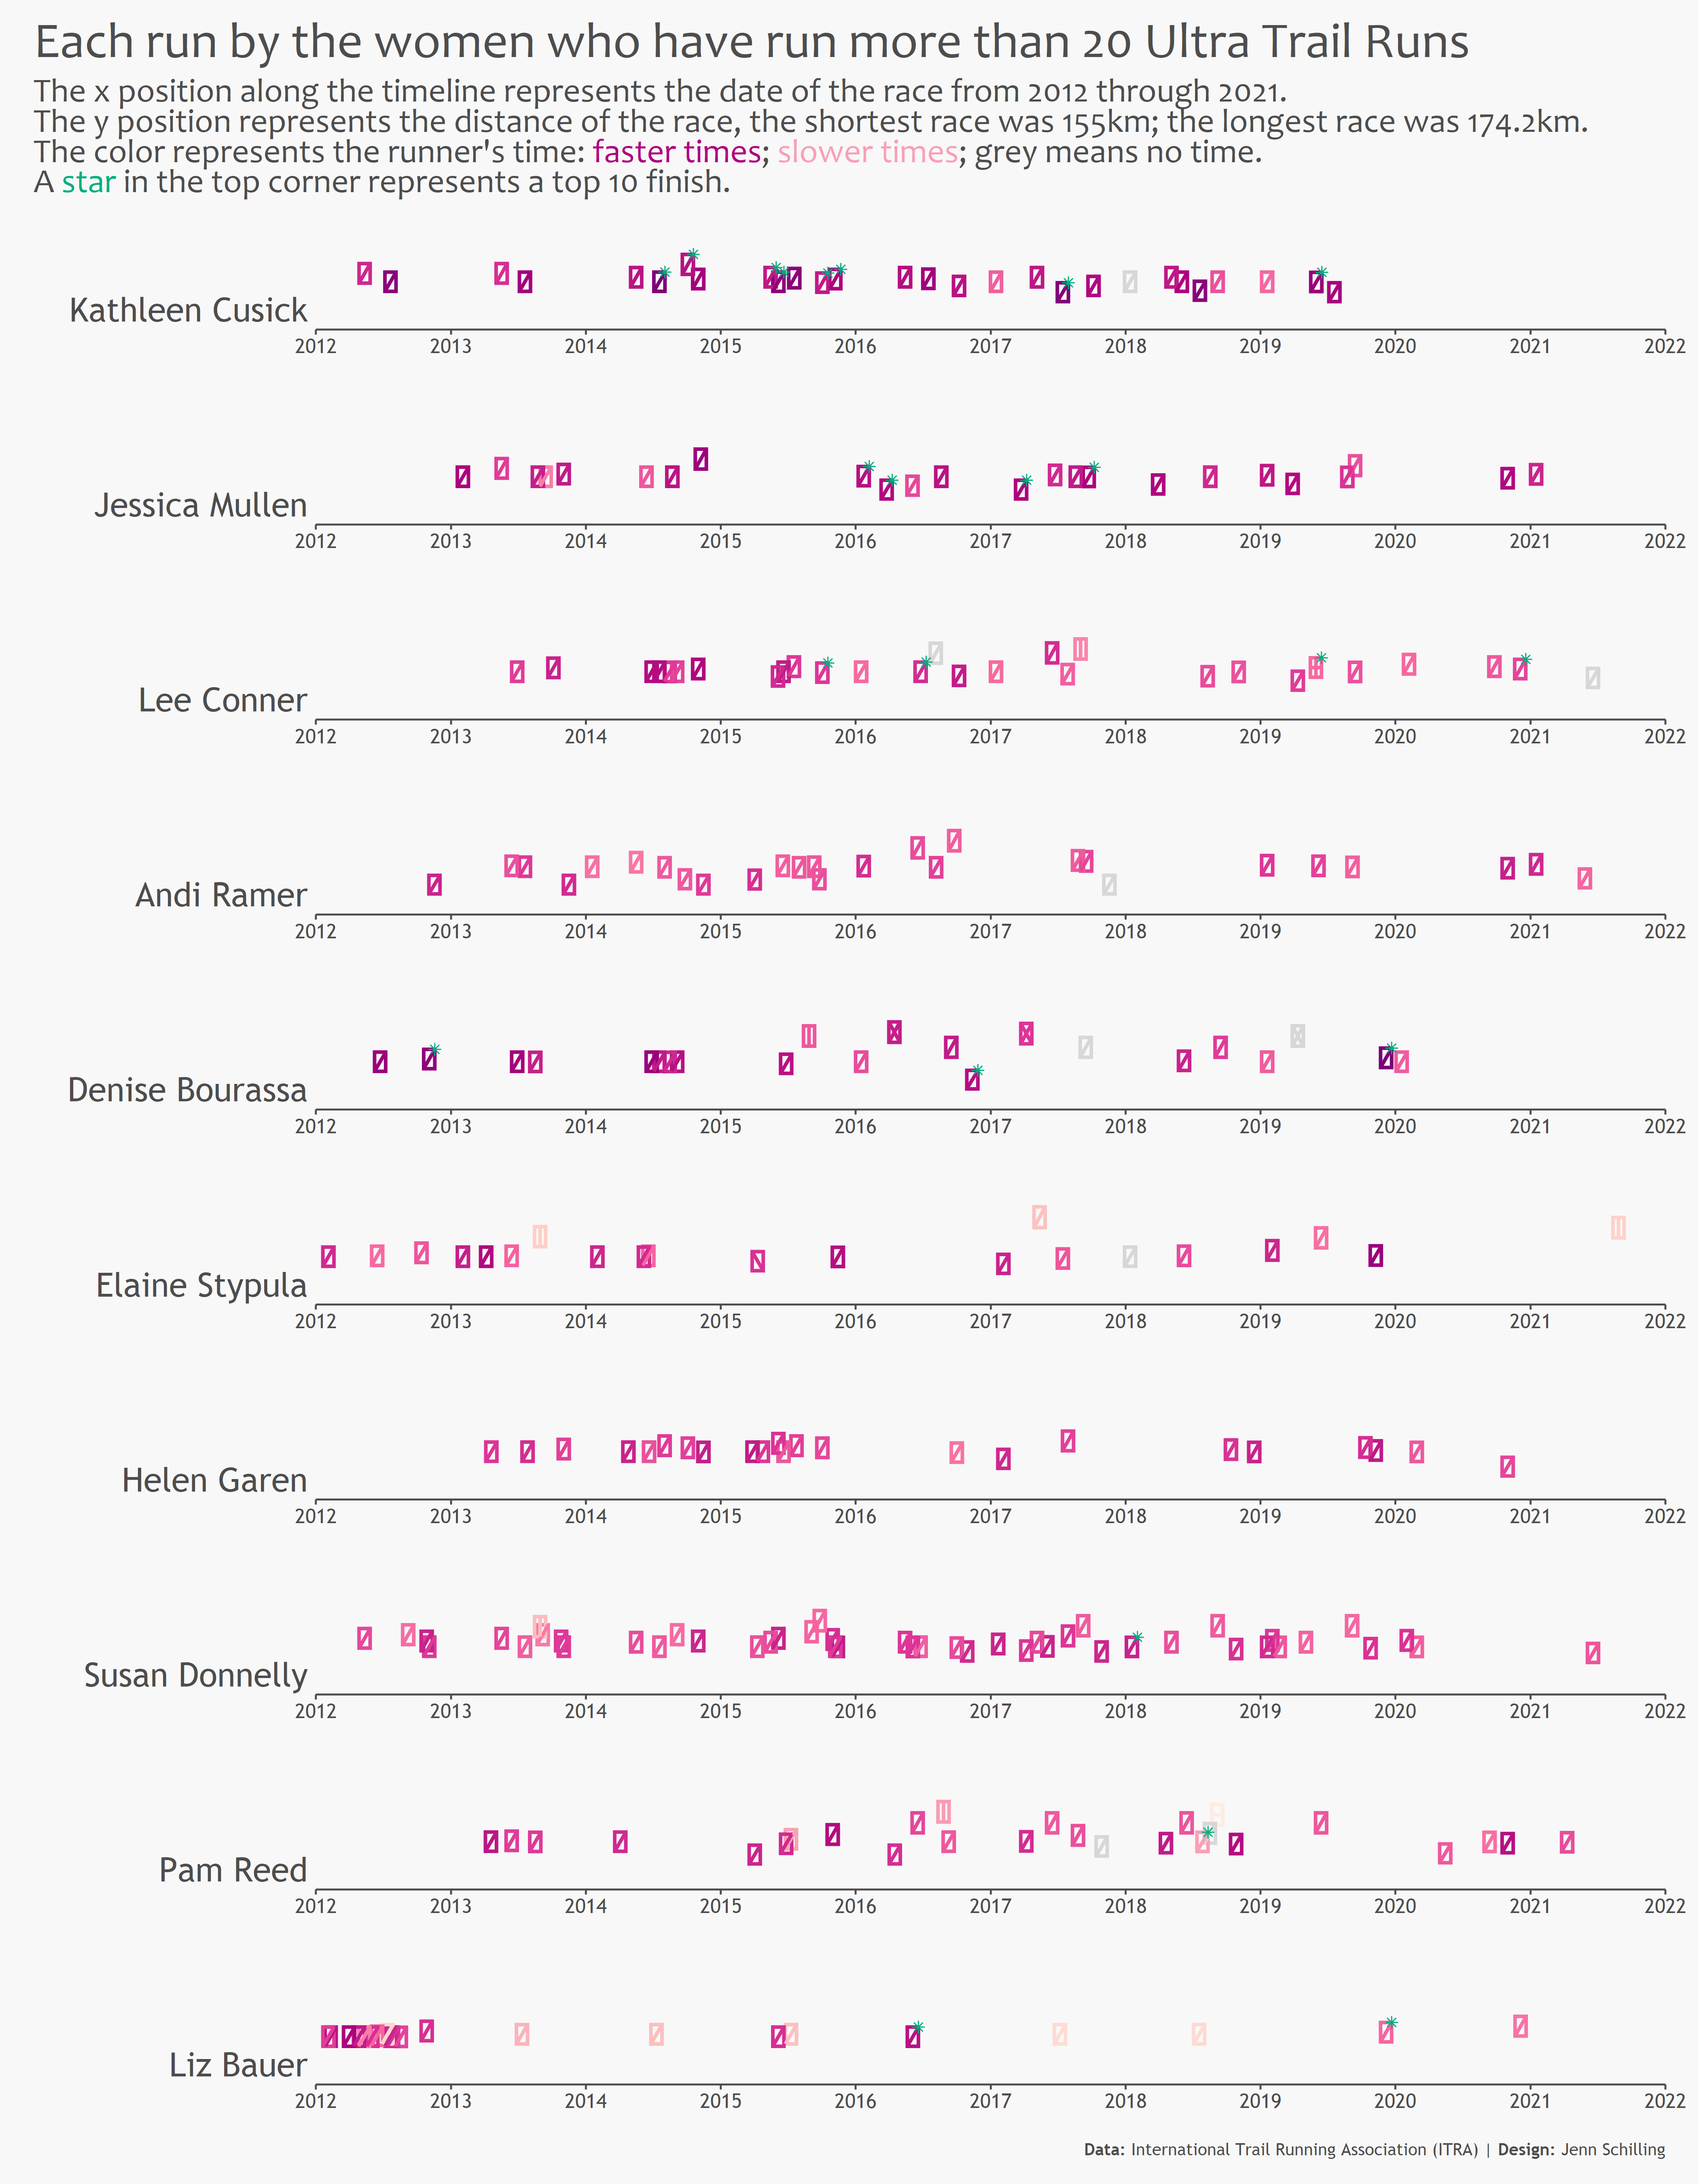 Each run by the women who have run more than 20 Ultra Trail Runs
The x position along the timeline represents the date of the race from 2012 through 2021.
The y position represents the distance of the race, the shortest race was 155km; the longest race was 174.2km.
The color represents the runner's time: faster times; slower times; grey means no time.
A star in the top corner represents a top 10 finish.
Kathleen Cusick
2012 2013 2014 2015 2016 2017 2018 2019 2020 2021 2022
Jessica Mullen
2012 2013 2014 2015 2016 2017 2018 2019 2020 2021 2022
Lee Conner
2012 2013 2014 2015 2016 2017 2018 2019 2020 2021 2022
Andi Ramer
2012 2013 2014 2015 2016 2017 2018 2019 2020 2021 2022
Denise Bourassa
2012 2013 2014 2015 2016 2017 2018 2019 2020 2021 2022
Elaine Stypula
2012 2013 2014 2015 2016 2017 2018 2019 2020 2021 2022
Helen Garen
2012 2013 2014 2015 2016 2017 2018 2019 2020 2021 2022
Susan Donnelly
2012 2013 2014 2015 2016 2017 2018 2019 2020 2021 2022
Pam Reed
2012 2013 2014 2015 2016 2017 2018 2019 2020 2021 2022
Liz Bauer
2012 2013 2014 2015 2016 2017 2018 2019 2020 2021 2022
Data: International Trail Running Association (ITRA) | Design: Jenn Schilling